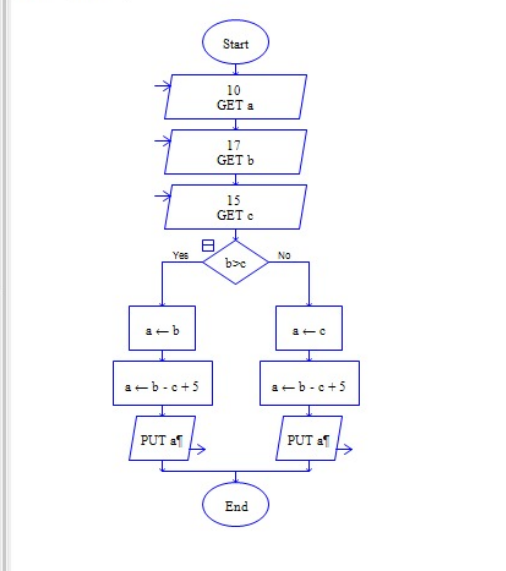 Start
10
GET a
17
GET b
15
GET c
b>c
Yes
No
a ← b
a ← c
a ← b - c + 5
a ← b - c + 5
PUT a¶
PUT a¶
End